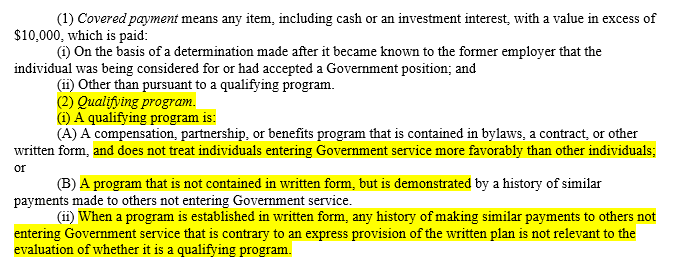 (1) Covered payment means any item, including cash or an investment interest, with a value in excess of
$10,000, which is paid:
(i) On the basis of a determination made after it became known to the former employer that the
individual was being considered for or had accepted a Government position; and
(ii) Other than pursuant to a qualifying program.
(2) Qualifying program.
(i) A qualifying program is:
(A) A compensation, partnership, or benefits program that is contained in bylaws, a contract, or other
written form, and does not treat individuals entering Government service more favorably than other individuals;
or
(B) A program that is not contained in written form, but is demonstrated by a history of similar
payments made to others not entering Government service.
(ii) When a program is established in written form, any history of making similar payments to others not
entering Government service that is contrary to an express provision of the written plan is not relevant to the
evaluation of whether it is a qualifying program.